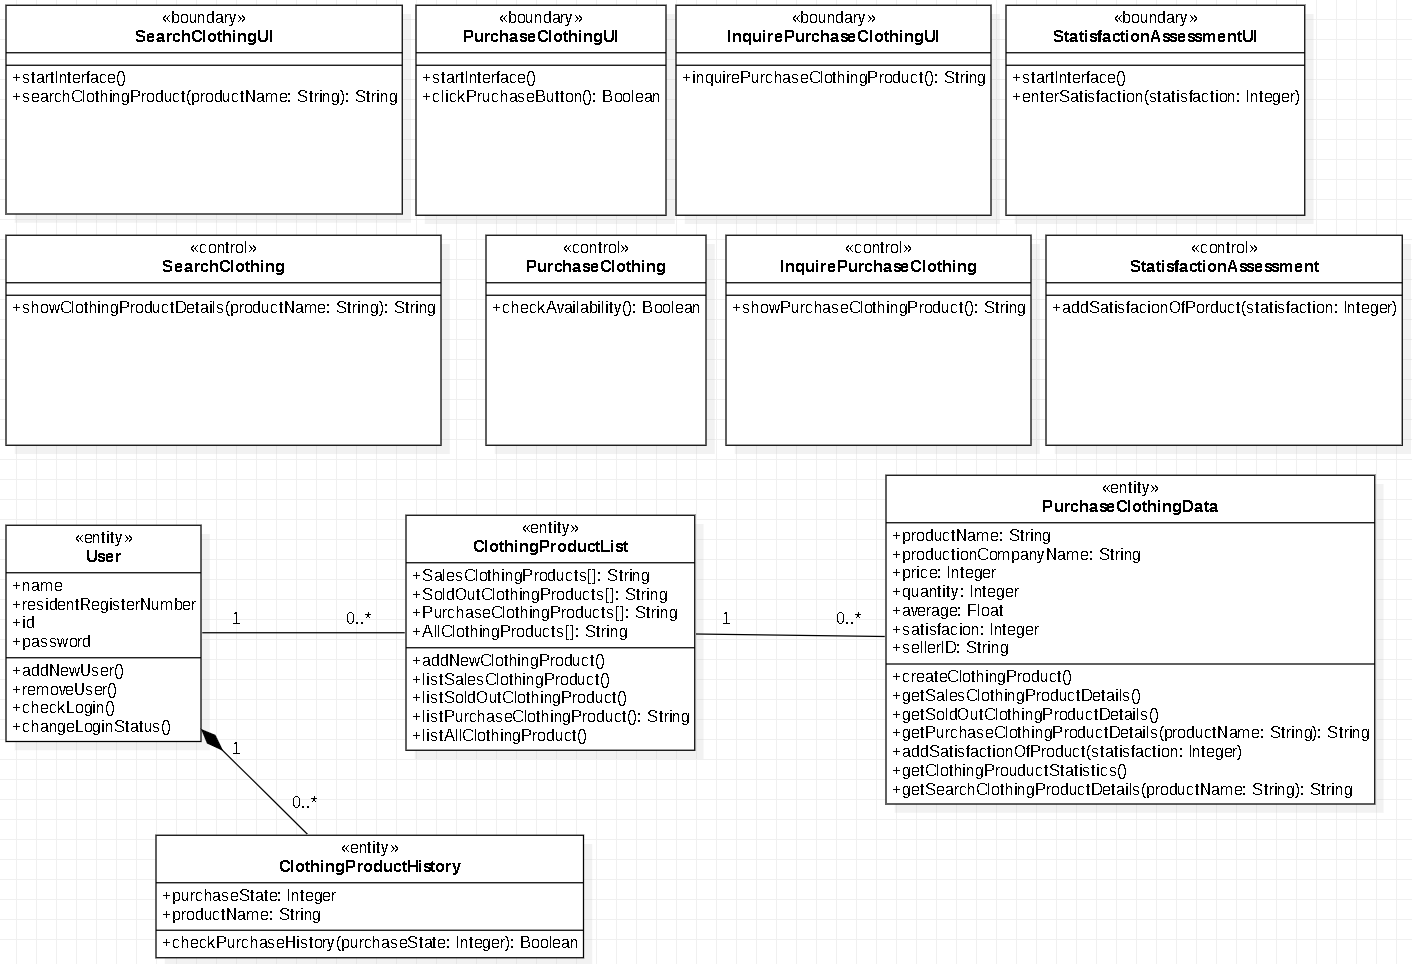 «boundary»
SearchClothingUI
+startInterface()
+searchClothingProduct(productName: String): String
«boundary»
PurchaseClothingUI
+startInterface()
+clickPruchaseButton(): Boolean
«boundary»
InquirePurchaseClothingUI
+inquirePurchaseClothingProduct(): String
«boundary»
StatisfactionAssessmentUI
+startInterface()
+enterSatisfaction(statisfaction: Integer)
«control»
SearchClothing
+showClothingProductDetails(productName: String): String
«control»
PurchaseClothing
+checkAvailability(): Boolean
«control»
InquirePurchaseClothing
+showPurchaseClothingProduct(): String
«control»
StatisfactionAssessment
+addSatisfacionOfPorduct(statisfaction: Integer)
«entity»
User
+name
+residentRegisterNumber
+id
+password
+addNewUser()
+removeUser()
+checkLogin()
+changeLoginStatus()
1
0..*
«entity»
ClothingProductList
+SalesClothingProducts[]: String
+SoldOutClothingProducts[]: String
+PurchaseClothingProducts[]: String
+AllClothingProducts[]: String
+addNewClothingProduct()
+listSalesClothingProduct()
+listSoldOutClothingProduct()
+listPurchaseClothingProduct(): String
+listAllClothingProduct()
1
0..*
«entity»
PurchaseClothingData
+productName: String
+productionCompanyName: String
+price: Integer
+quantity: Integer
+average: Float
+satisfacion: Integer
+sellerID: String
+createClothingProduct()
+getSalesClothingProductDetails()
+getSoldOutClothingProductDetails()
+getPurchaseClothingProductDetails(productName: String): String
+addSatisfactionOfProduct(statisfaction: Integer)
+getClothingProuductStatistics()
+getSearchClothingProductDetails(productName: String): String
1
0..*
«entity»
ClothingProductHistory
+purchaseState: Integer
+productName: String
+checkPurchaseHistory(purchaseState: Integer): Boolean